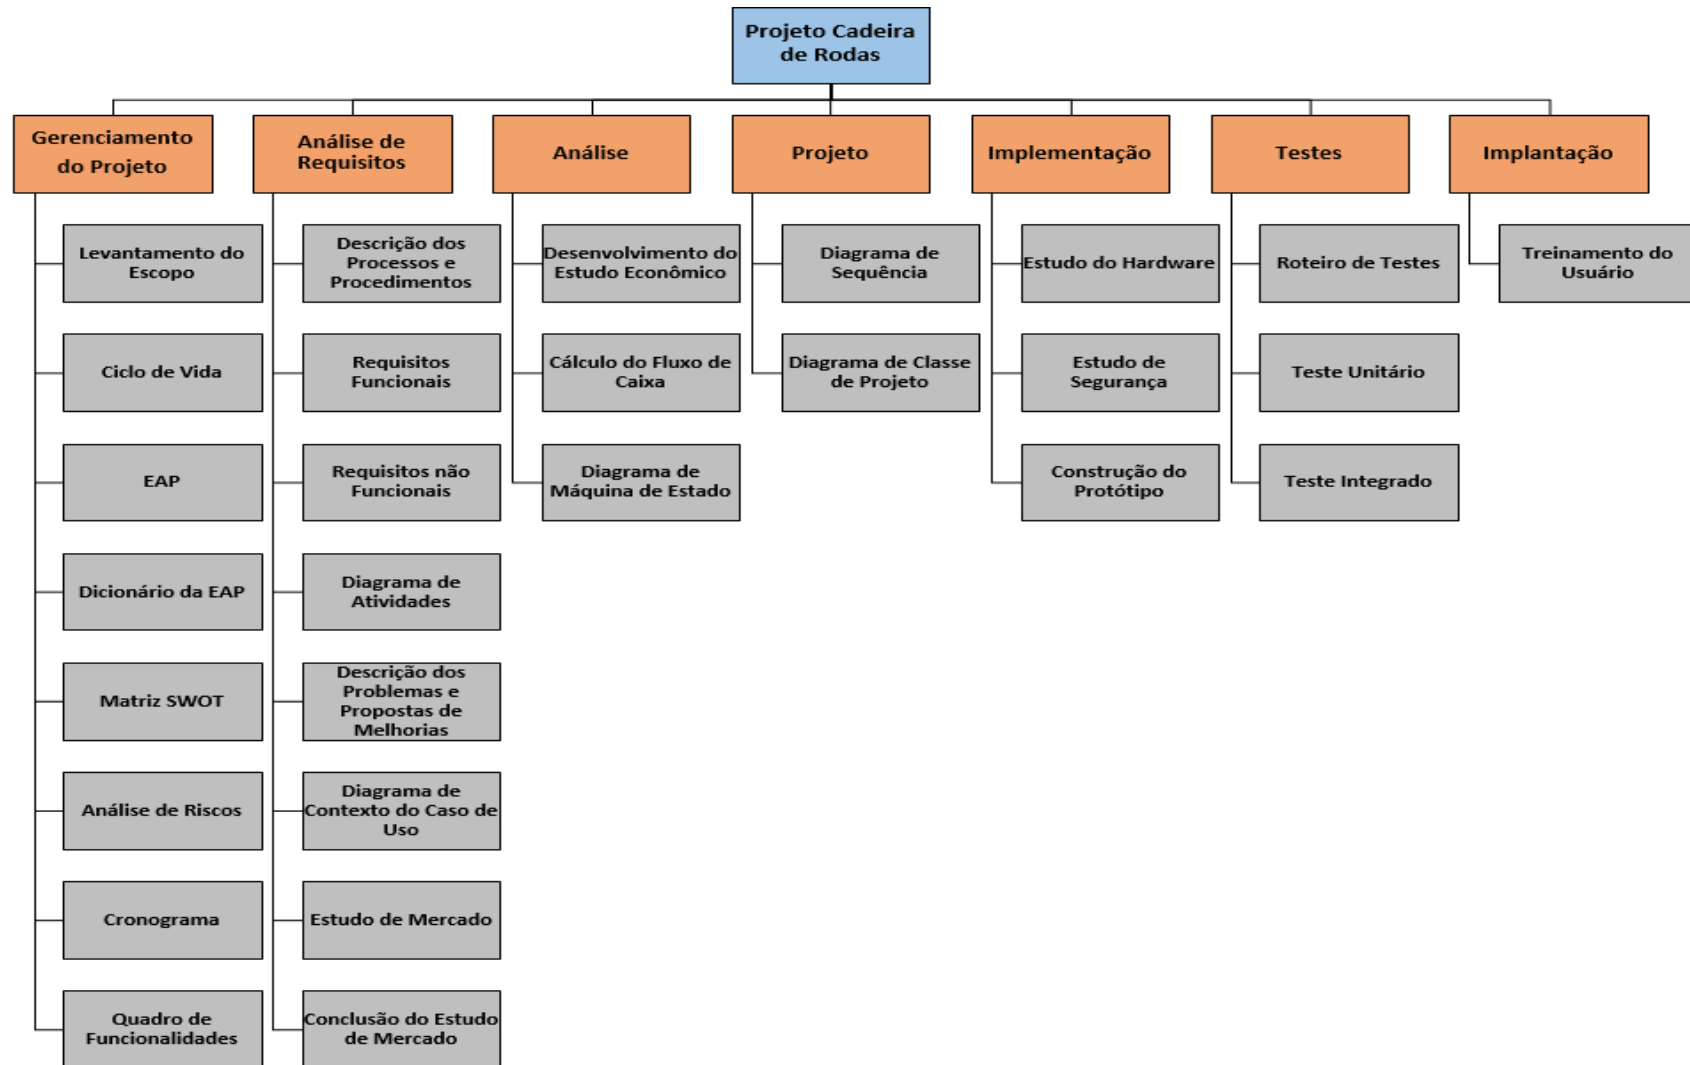 Projeto Cadeira
de Rodas
Gerenciamento
do Projeto
Análise de
Requisitos
Análise
Projeto
Implementação
Testes
Implantação
Levantamento do
Escopo
Ciclo de Vida
EAP
Dicionário da EAP
Matriz SWOT
Análise de Riscos
Cronograma
Quadro de
Funcionalidades
Descrição dos
Processos e
Procedimentos
Requisitos
Funcionais
Requisitos não
Funcionais
Diagrama de
Atividades
Descrição dos
Problemas e
Propostas de
Melhorias
Diagrama de
Contexto do Caso de
Uso
Estudo de Mercado
Conclusão do Estudo
de Mercado
Desenvolvimento do
Estudo Econômico
Cálculo do Fluxo de
Caixa
Diagrama de
Máquina de Estado
Diagrama de
Sequência
Diagrama de Classe
de Projeto
Estudo do Hardware
Estudo de
Segurança
Construção do
Protótipo
Roteiro de Testes
Teste Unitário
Teste Integrado
Treinamento do
Usuário